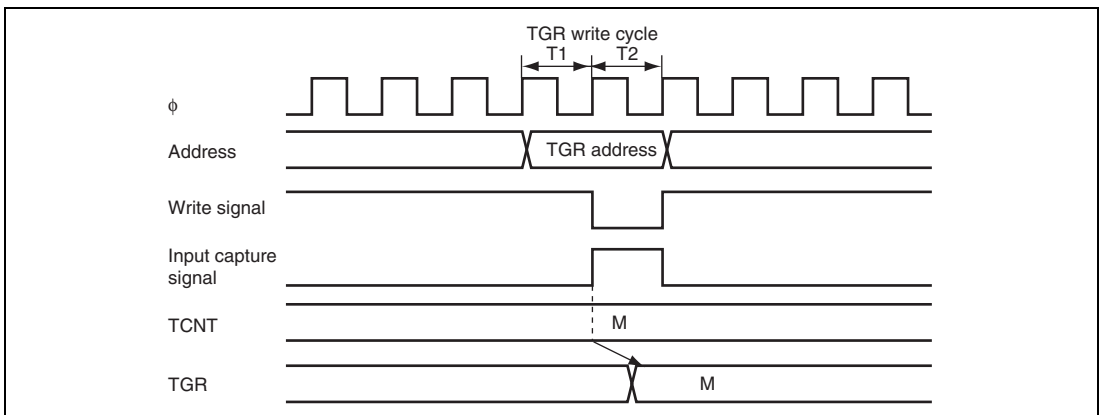 TGR write cycle
T1 T2
ϕ
Address
TGR address
Write signal
Input capture
signal
TCNT
M
TGR
M